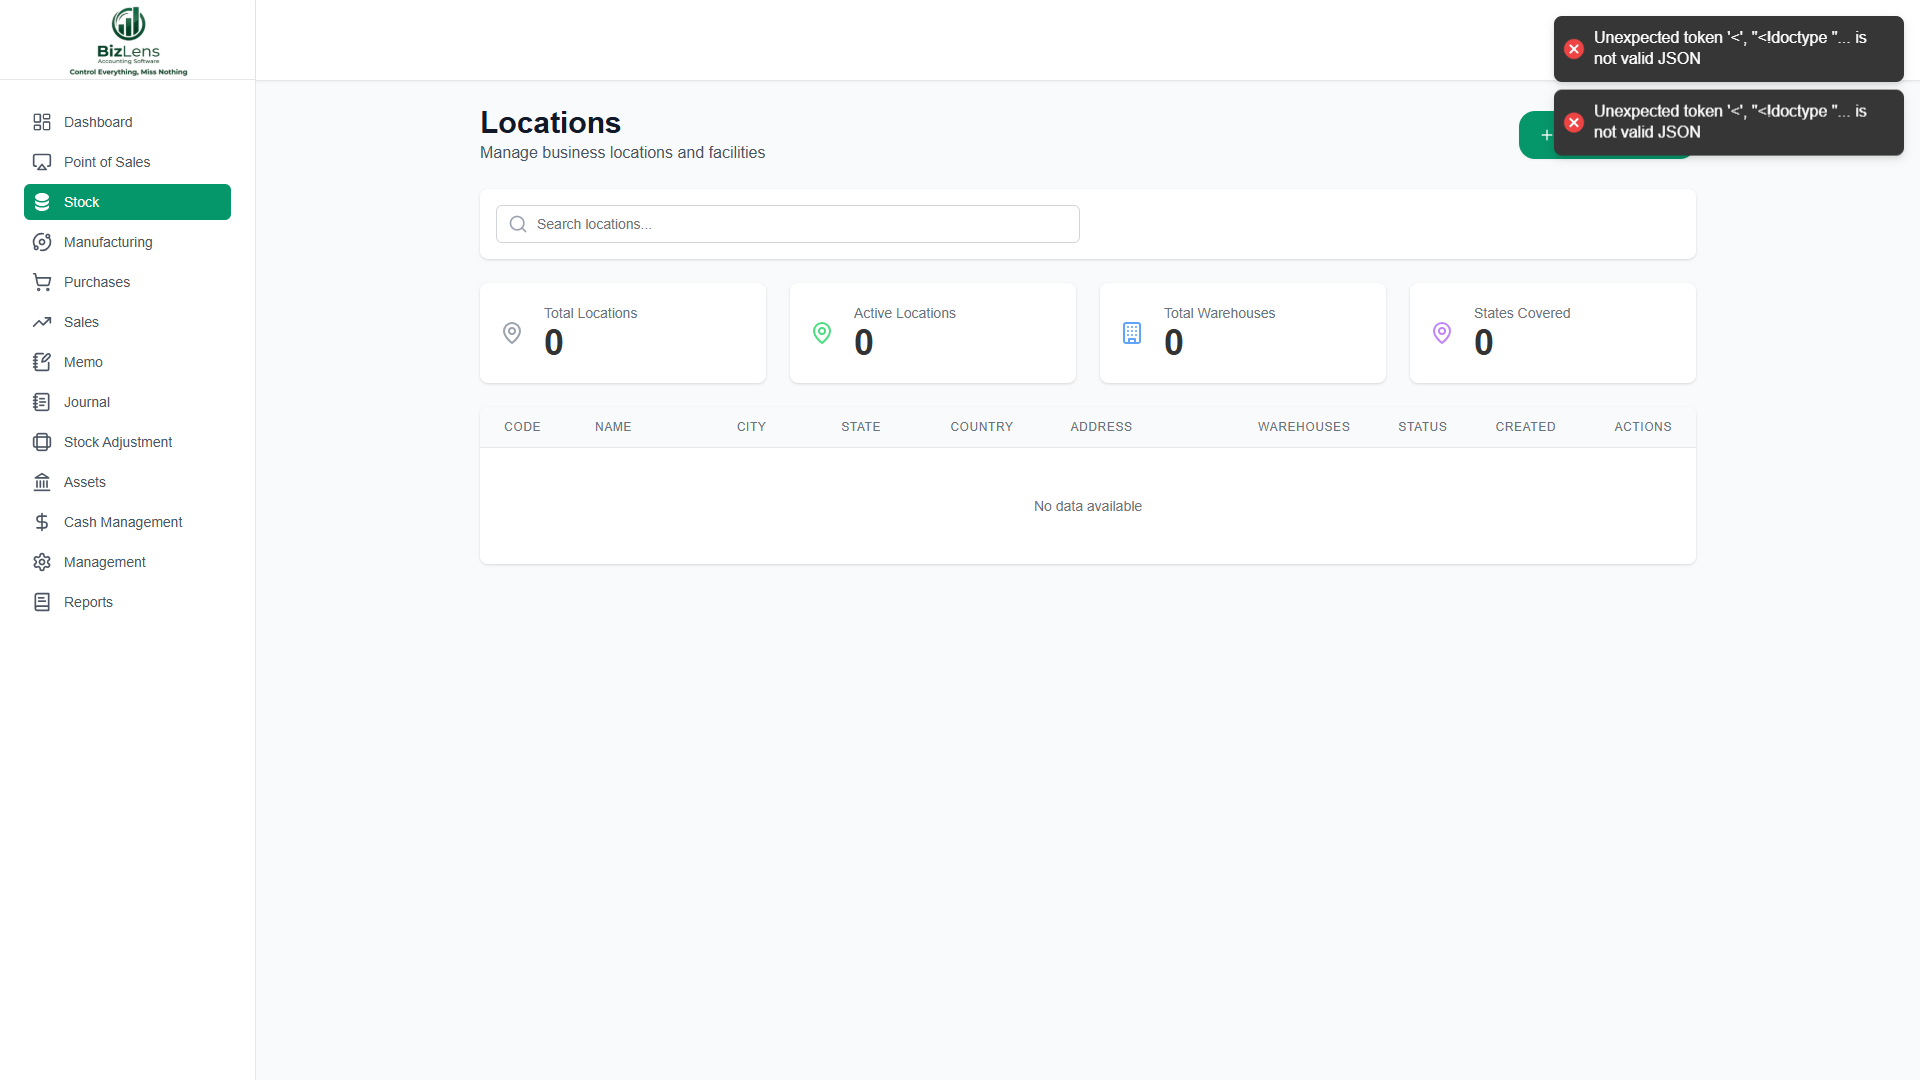 BizLens
Accounting Software
Control Everything, Miss Nothing
Dashboard
Point of Sales
Stock
Manufacturing
Purchases
Sales
Memo
Journal
Stock Adjustment
Assets
Cash Management
Management
Reports
Unexpected token '<', "<!doctype "... is
not valid JSON
Unexpected token '<', "<!doctype "... is
not valid JSON
Locations
Manage business locations and facilities
+
Search locations...
Total Locations
0
Active Locations
0
Total Warehouses
0
States Covered
0
CODE NAME CITY STATE COUNTRY ADDRESS WAREHOUSES STATUS CREATED ACTIONS
No data available